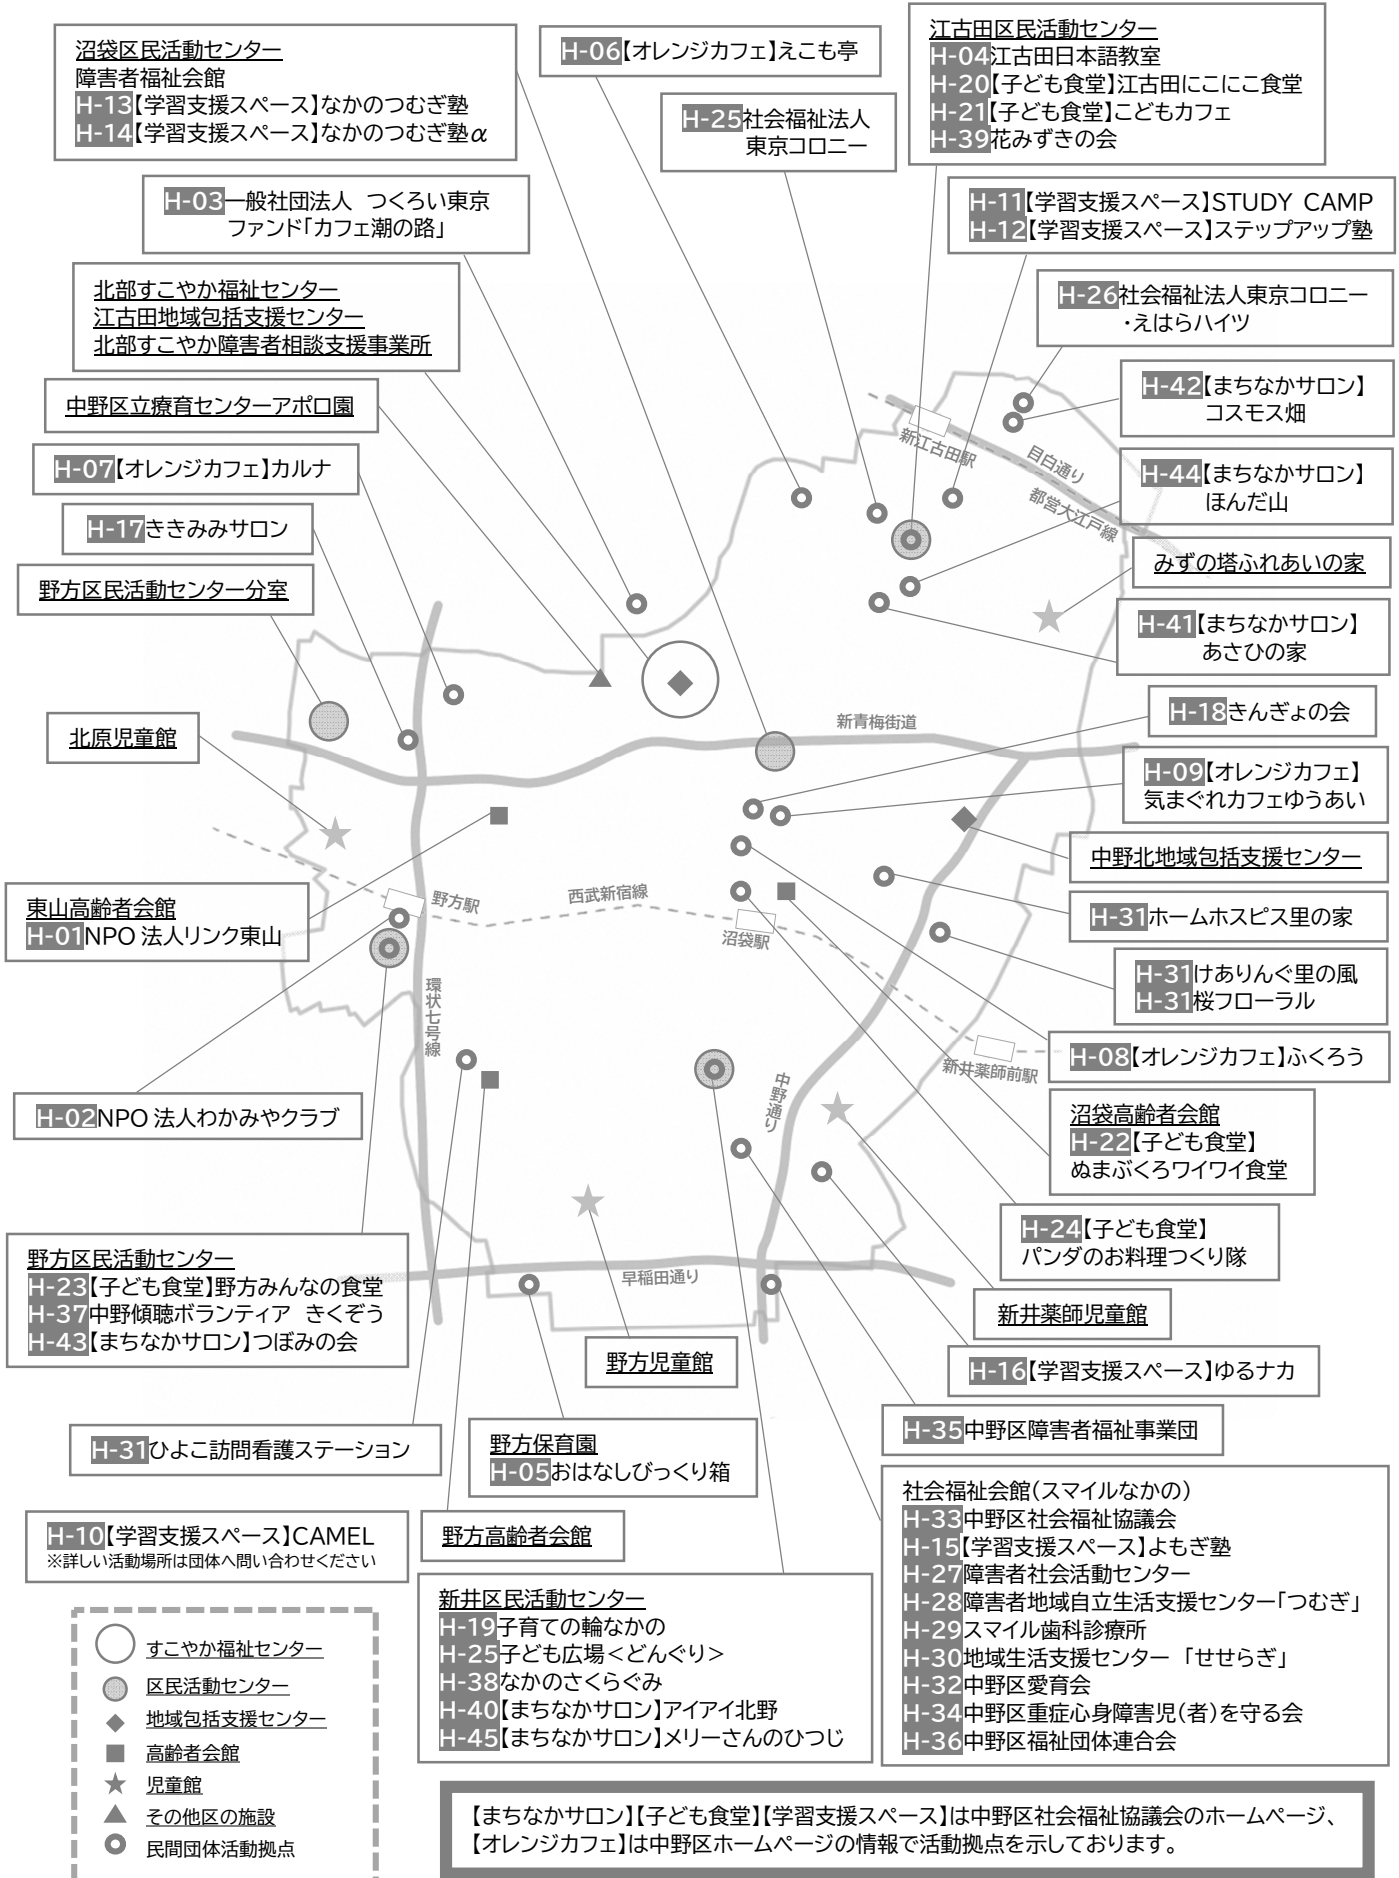 沼袋区民活動センター
障害者福祉会館
H-13【学習支援スペース】なかのつむぎ塾
H-14【学習支援スペース】なかのつむぎ塾α
H-06【オレンジカフェ】えこも亭
江古田区民活動センター
H-04江古田日本語教室
H-20【子ども食堂】江古田にこにこ食堂
H-21【子ども食堂】こどもカフェ
H-39花みずきの会
H-25社会福祉法人
東京コロニー
H-03一般社団法人　つくろい東京
ファンド「カフェ潮の路」
H-11【学習支援スペース】STUDY CAMP
H-12【学習支援スペース】ステップアップ塾
北部すこやか福祉センター
江古田地域包括支援センター
北部すこやか障害者相談支援事業所
H-26社会福祉法人東京コロニー
・えはらハイツ
中野区立療育センターアポロ園
H-42【まちなかサロン】
コスモス畑
H-07【オレンジカフェ】カルナ
H-44【まちなかサロン】
ほんだ山
H-17ききみみサロン
みずの塔ふれあいの家
野方区民活動センター分室
H-41【まちなかサロン】
あさひの家
新江古田駅
目白通り
都営大江戸線
H-18きんぎょの会
北原児童館
新青梅街道
H-09【オレンジカフェ】
気まぐれカフェゆうあい
中野北地域包括支援センター
東山高齢者会館
H-01NPO 法人リンク東山
野方駅
西武新宿線
沼袋駅
H-31ホームホスピス里の家
H-31けありんぐ里の風
H-31桜フローラル
環状七号線
H-08【オレンジカフェ】ふくろう
新井薬師前駅
中野通り
H-02NPO 法人わかみやクラブ
沼袋高齢者会館
H-22【子ども食堂】
ぬまぶくろワイワイ食堂
H-24【子ども食堂】
パンダのお料理つくり隊
野方区民活動センター
H-23【子ども食堂】野方みんなの食堂
H-37中野傾聴ボランティア　きくぞう
H-43【まちなかサロン】つぼみの会
早稲田通り
新井薬師児童館
野方児童館
H-16【学習支援スペース】ゆるナカ
H-35中野区障害者福祉事業団
H-31ひよこ訪問看護ステーション
野方保育園
H-05おはなしびっくり箱
H-10【学習支援スペース】CAMEL
※詳しい活動場所は団体へ問い合わせください
野方高齢者会館
社会福祉会館（スマイルなかの）
H-33中野区社会福祉協議会
H-15【学習支援スペース】よもぎ塾
H-27障害者社会活動センター
H-28障害者地域自立生活支援センター「つむぎ」
H-29スマイル歯科診療所
H-30地域生活支援センター　「せせらぎ」
H-32中野区愛育会
H-34中野区重症心身障害児（者）を守る会
H-36中野区福祉団体連合会
新井区民活動センター
H-19子育ての輪なかの
H-25子ども広場＜どんぐり＞
H-38なかのさくらぐみ
H-40【まちなかサロン】アイアイ北野
H-45【まちなかサロン】メリーさんのひつじ
すこやか福祉センター
区民活動センター
地域包括支援センター
高齢者会館
児童館
その他区の施設
民間団体活動拠点
【まちなかサロン】【子ども食堂】【学習支援スペース】は中野区社会福祉協議会のホームページ、
【オレンジカフェ】は中野区ホームページの情報で活動拠点を示しております。